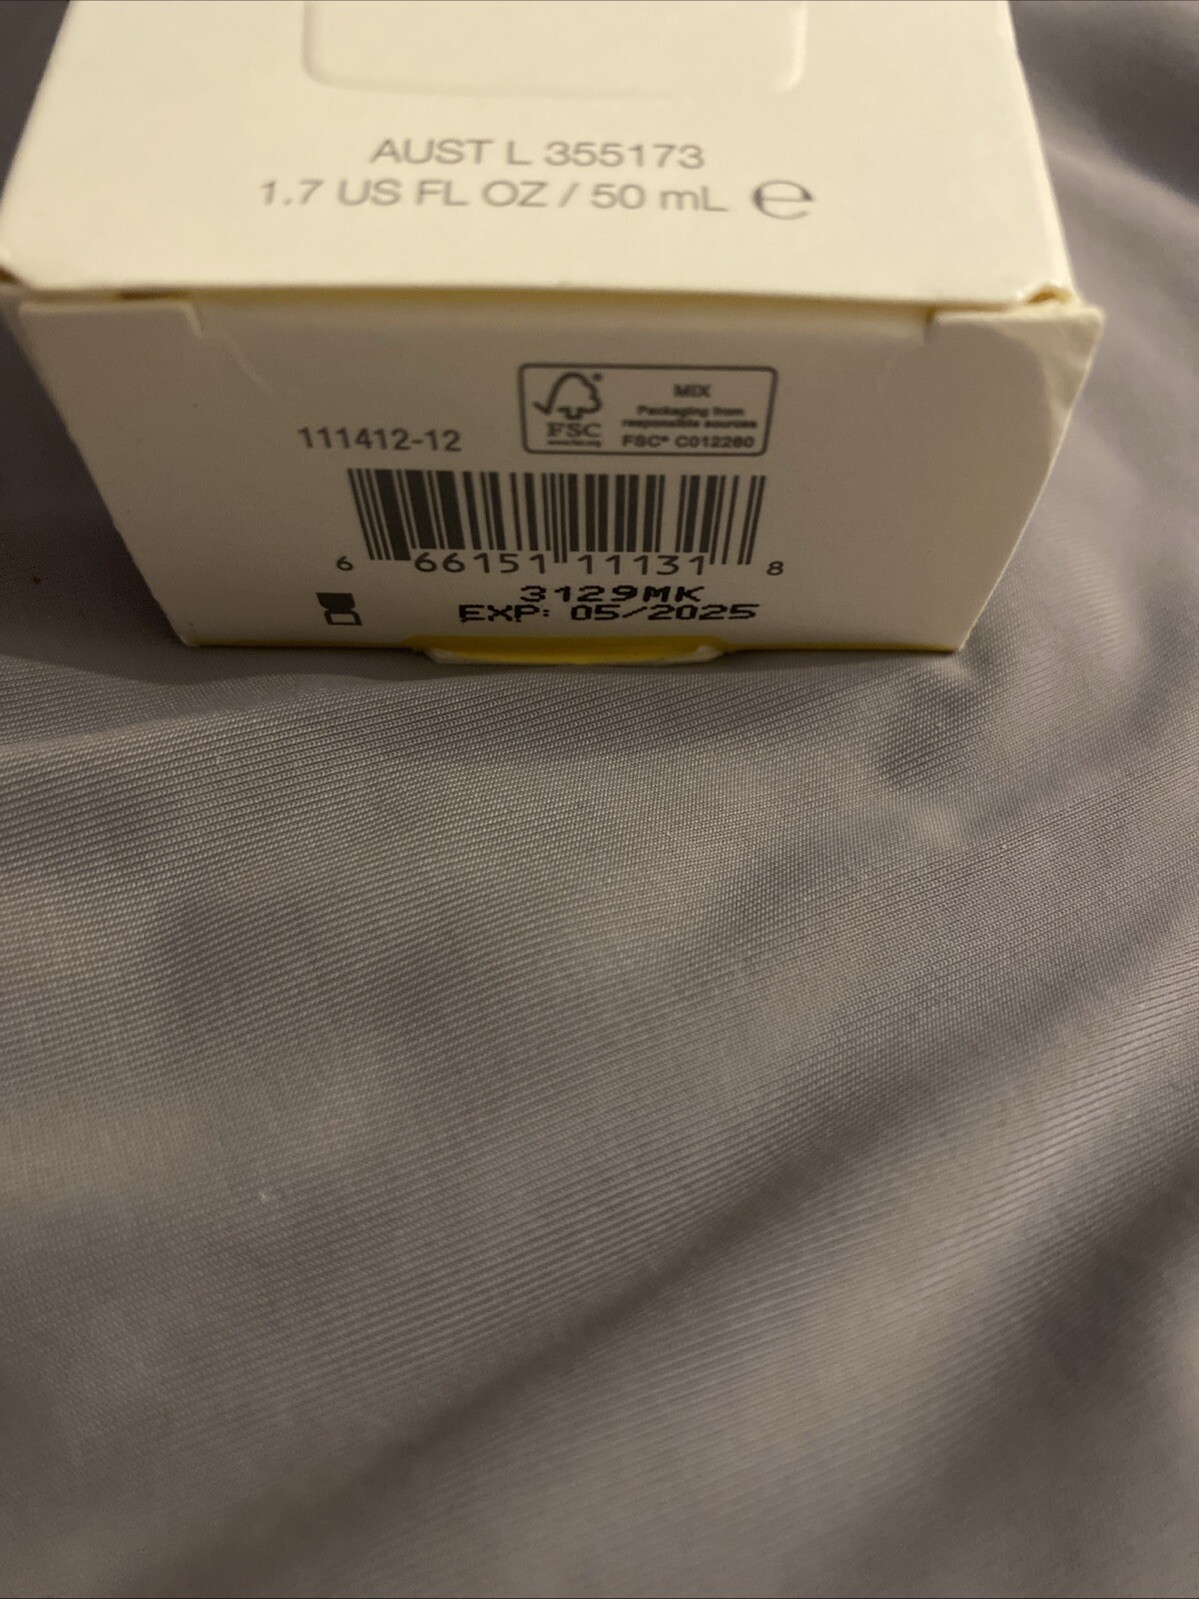 AUST L 355173
1.7 US FL OZ / 50 mL ℮
111412-12
FSC
MIX
Packaging from
responsible sources
FSC® C012260
6 66151 11131 8
3129MK
EXP: 05/2025